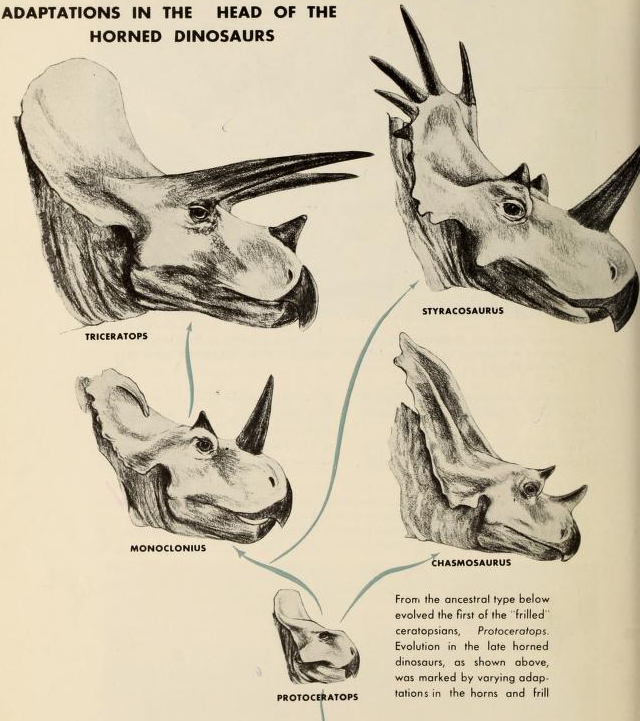 ADAPTATIONS IN THE HEAD OF THE
HORNED DINOSAURS
TRICERATOPS
STYRACOSAURUS
MONOCLONIUS
CHASMOSAURUS
PROTOCERATOPS
From the ancestral type below
evolved the first of the "frilled"
ceratopsians, Protoceratops.
Evolution in the late horned
dinosaurs, as shown above,
was marked by varying adap-
tations in the horns and frill